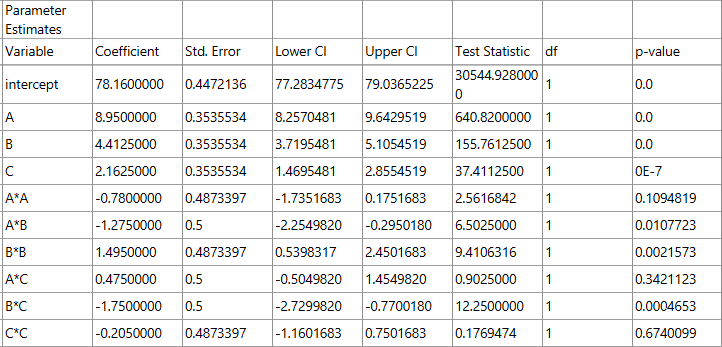 Parameter
Estimates
Variable Coefficient Std. Error Lower CI Upper CI Test Statistic df p-value
intercept 78.1600000 0.4472136 77.2834775 79.0365225 30544.928000
0 1 0.0
A 8.9500000 0.3535534 8.2570481 9.6429519 640.8200000 1 0.0
B 4.4125000 0.3535534 3.7195481 5.1054519 155.7612500 1 0.0
C 2.1625000 0.3535534 1.4695481 2.8554519 37.4112500 1 0E-7
A*A -0.7800000 0.4873397 -1.7351683 0.1751683 2.5616842 1 0.1094819
A*B -1.2750000 0.5 -2.2549820 -0.2950180 6.5025000 1 0.0107723
B*B 1.4950000 0.4873397 0.5398317 2.4501683 9.4106316 1 0.0021573
A*C 0.4750000 0.5 -0.5049820 1.4549820 0.9025000 1 0.3421123
B*C -1.7500000 0.5 -2.7299820 -0.7700180 12.2500000 1 0.0004653
C*C -0.2050000 0.4873397 -1.1601683 0.7501683 0.1769474 1 0.6740099